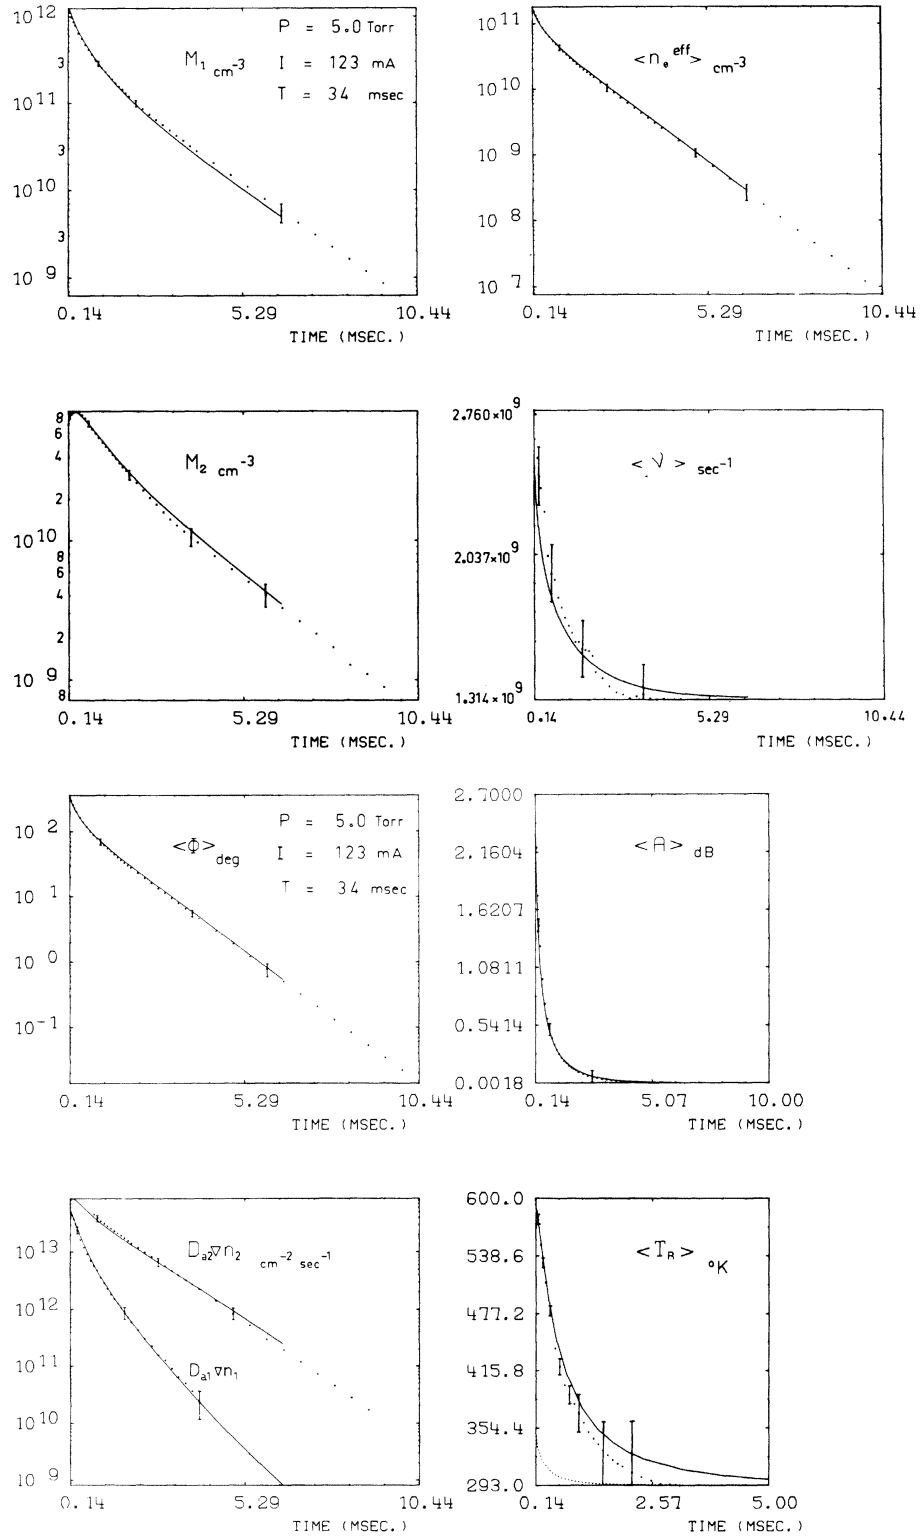 10^12
3
10^11
3
10^10
3
10^9
M₁ cm^-3
P = 5.0 Torr
I = 123 mA
T = 34 msec
0.14 5.29 10.44
TIME (MSEC.)
10^11
10^10
10^9
10^8
10^7
<nₑ^eff> cm^-3
0.14 5.29 10.44
TIME (MSEC.)
8
6
4
2
10^10
8
6
4
2
10^9
8
M₂ cm^-3
0.14 5.29 10.44
TIME (MSEC.)
2.760×10^9
2.037×10^9
1.314×10^9
<ν> sec^-1
0.14 5.29 10.44
TIME (MSEC.)
10^2
10^1
10^0
10^-1
<Φ> deg
P = 5.0 Torr
I = 123 mA
T = 34 msec
0.14 5.29 10.44
TIME (MSEC.)
2.7000
2.1604
1.6207
1.0811
0.5414
0.0018
<A> dB
0.14 5.07 10.00
TIME (MSEC.)
10^13
10^12
10^11
10^10
10^9
Dₐ₂∇n₂ cm^-2 sec^-1
Dₐ₁∇n₁
0.14 5.29 10.44
TIME (MSEC.)
600.0
538.6
477.2
415.8
354.4
293.0
<T_R> °K
0.14 2.57 5.00
TIME (MSEC.)